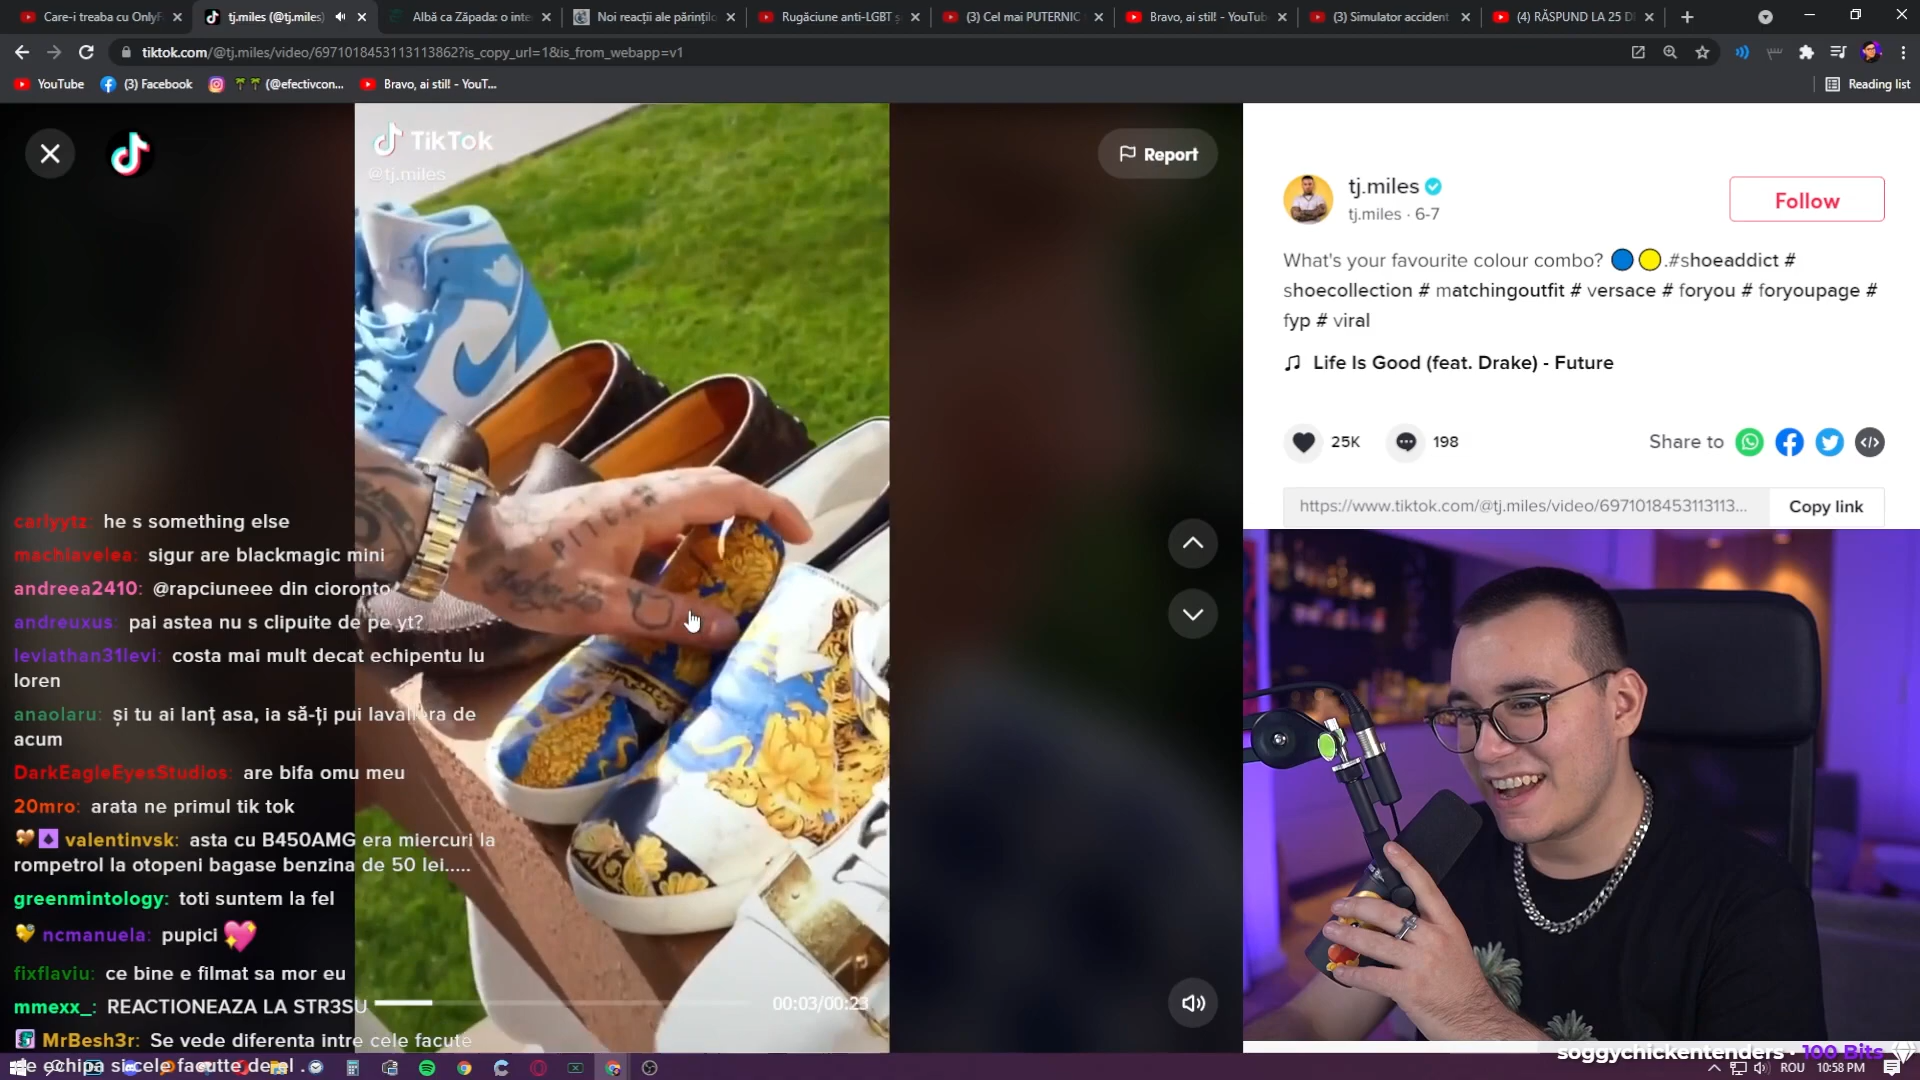 Care-i treaba cu OnlyF
tj.miles (@tj.miles)
Albă ca Zăpada: o inte
Noi reacții ale părinților
Rugăciune anti-LGBT ș
(3) Cel mai PUTERNIC
Bravo, ai stil! - YouTub
(3) Simulator accident
(4) RĂSPUND LA 25 D
tiktok.com/@tj.miles/video/6971018453113113862?is_copy_url=1&is_from_webapp=v1
YouTube
(3) Facebook
(@efectivcon...
Bravo, ai stil! - YouT...
Reading list
TikTok
@tj.miles
Report
tj.miles
tj.miles · 6-7
Follow
What's your favourite colour combo? 🔵🟡.#shoeaddict #
shoecollection # matchingoutfit # versace # foryou # foryoupage #
fyp # viral
Life Is Good (feat. Drake) - Future
25K
198
Share to
https://www.tiktok.com/@tj.miles/video/6971018453113113...
Copy link
carlyytz: he s something else
machiavelea: sigur are blackmagic mini
andreea2410: @rapciuneee din cioronto
andreuxus: pai astea nu s clipuite de pe yt?
leviathan31levi: costa mai mult decat echipentu lu
loren
anaolaru: și tu ai lanț asa, ia să-ți pui lavaliera de
acum
DarkEagleEyesStudios: are bifa omu meu
20mro: arata ne primul tik tok
valentinvsk: asta cu B450AMG era miercuri la
rompetrol la otopeni bagase benzina de 50 lei.....
greenmintology: toti suntem la fel
ncmanuela: pupici
fixflaviu: ce bine e filmat sa mor eu
mmexx_: REACTIONEAZA LA STR3SU
MrBesh3r: Se vede diferenta intre cele facute
de echipa si cele facutte de el .
00:03/00:23
soggychickentenders · 100 Bits
ROU
10:58 PM